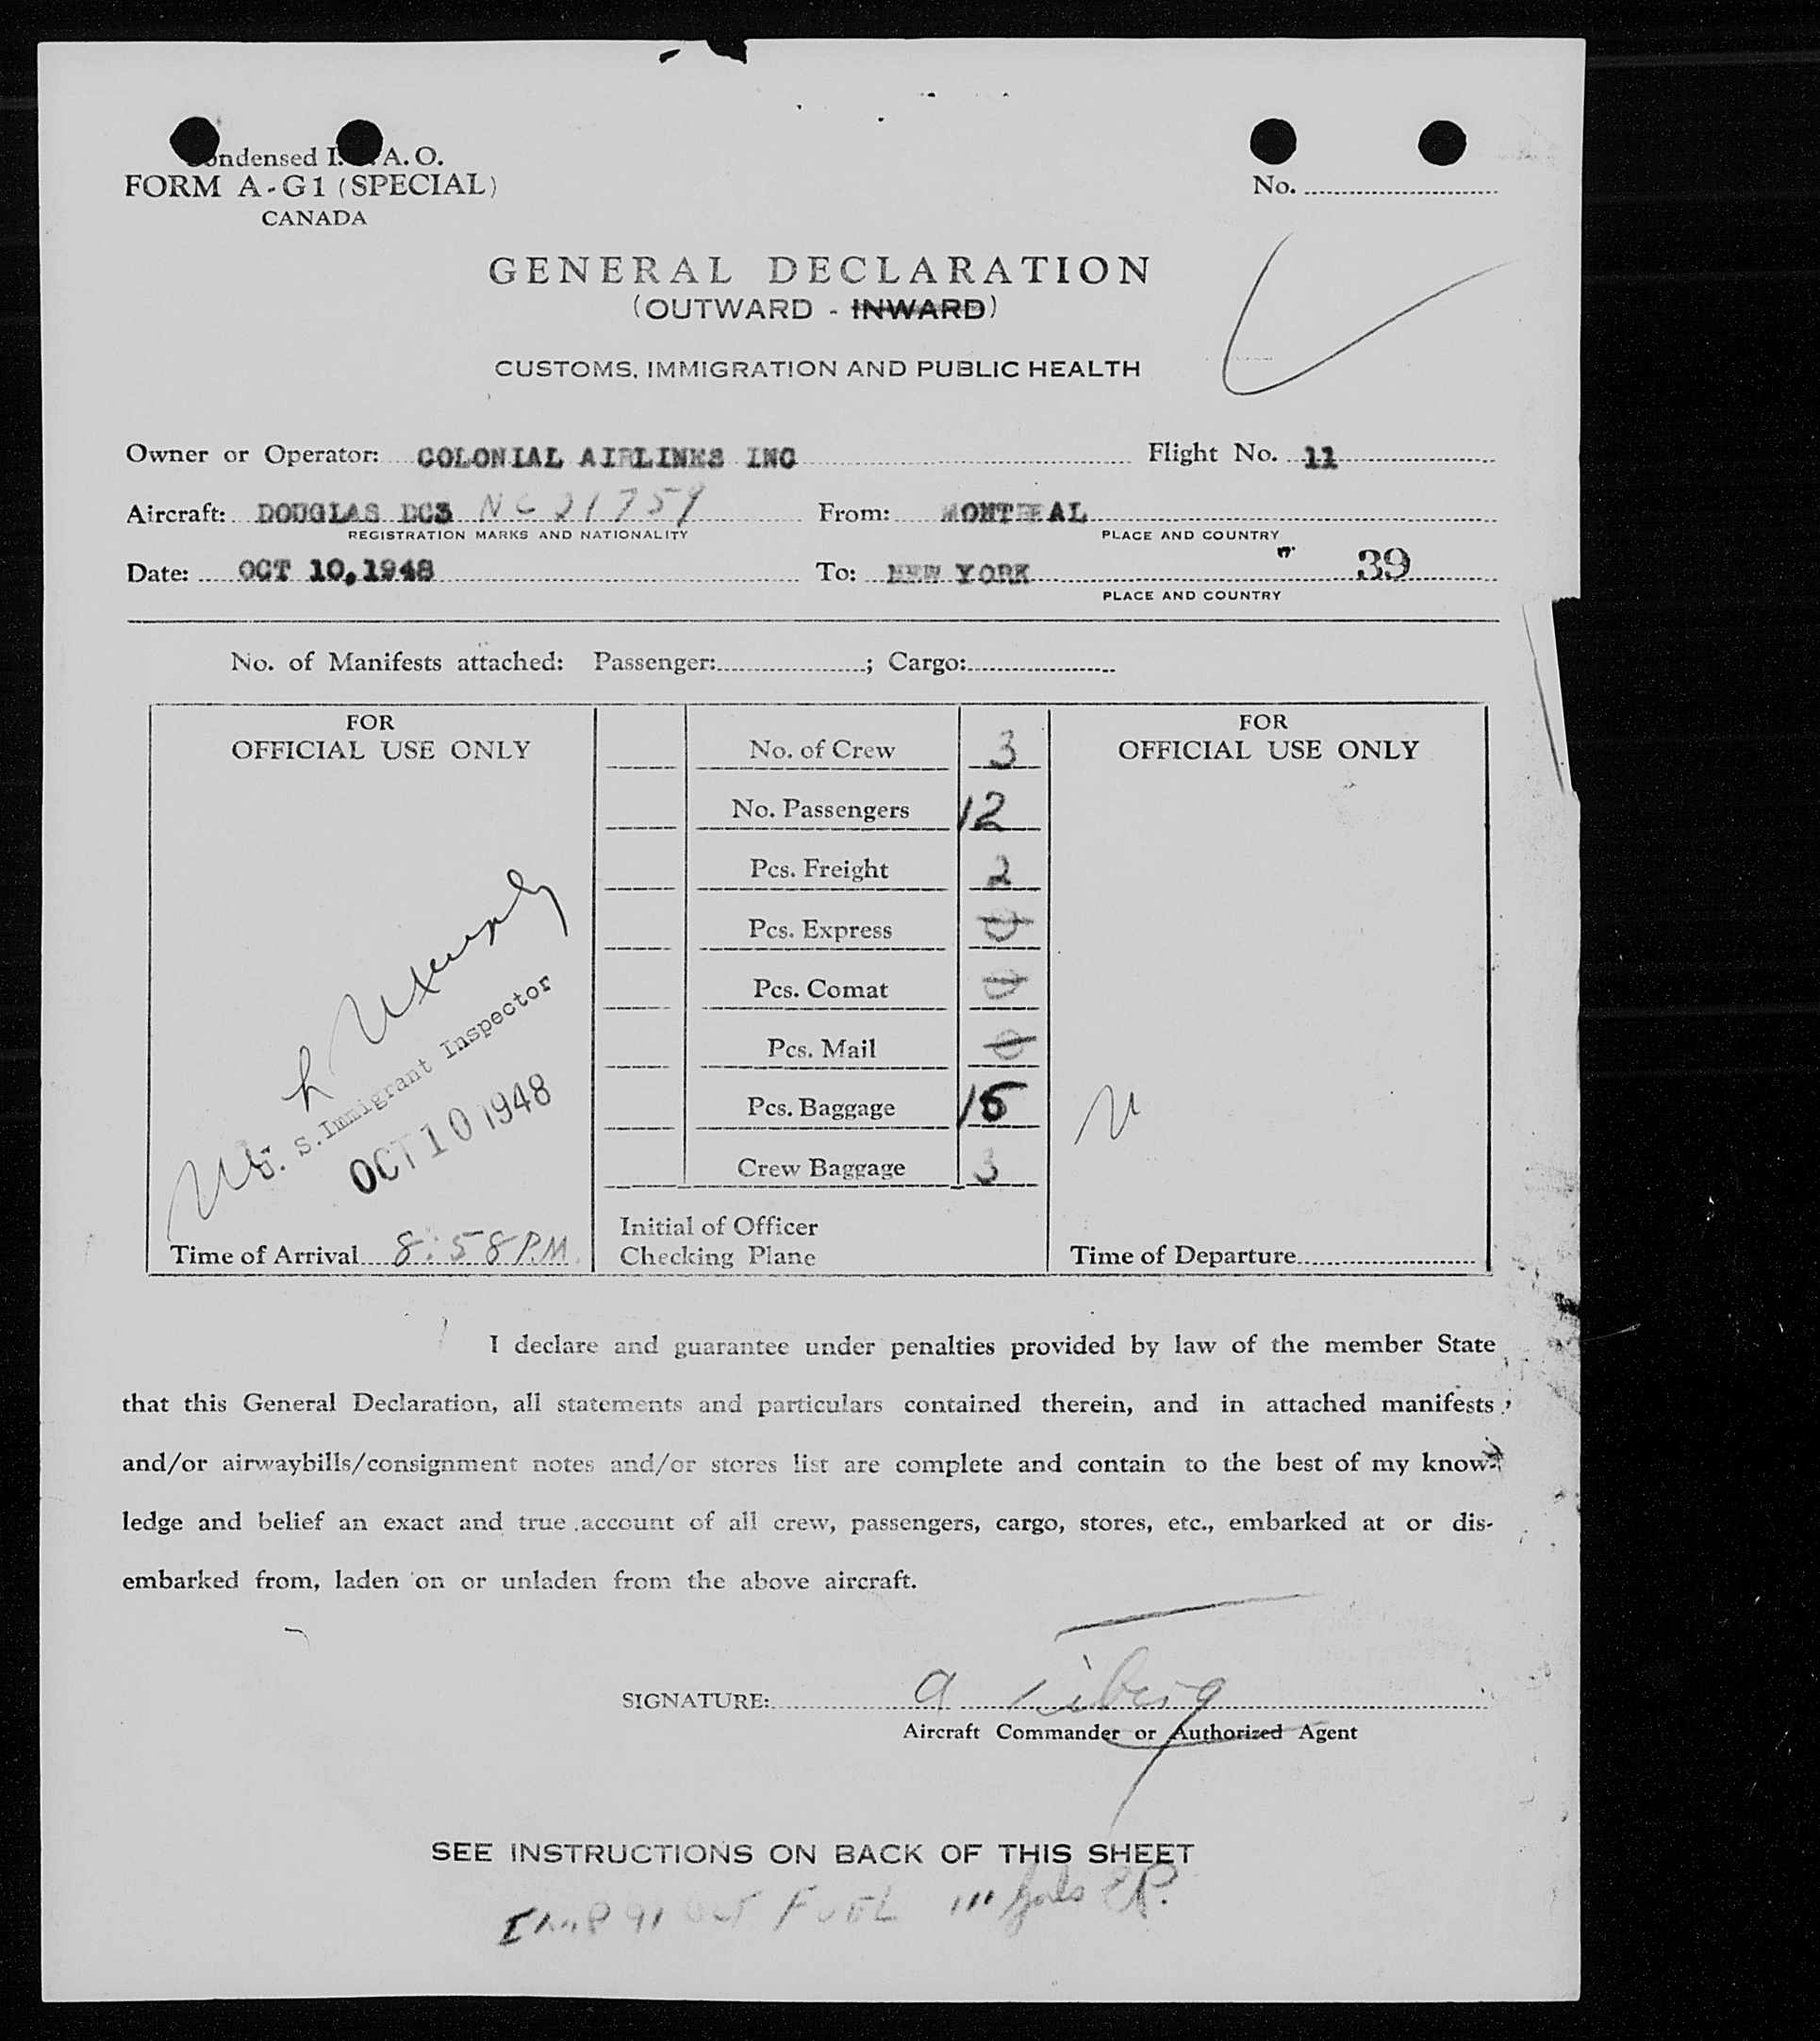 Condensed I. A. O.
FORM A-G1 (SPECIAL)
CANADA
No.
GENERAL DECLARATION
(OUTWARD - INWARD)
CUSTOMS, IMMIGRATION AND PUBLIC HEALTH
Owner or Operator: COLONIAL AIRLINES INC Flight No. 11
Aircraft: DOUGLAS DC3 NC 21759 From: MONTREAL
REGISTRATION MARKS AND NATIONALITY PLACE AND COUNTRY
Date: OCT 10,1948 To: NEW YORK 39
PLACE AND COUNTRY
No. of Manifests attached: Passenger: ; Cargo:
FOR
OFFICIAL USE ONLY
U. S. Immigrant Inspector
OCT 10 1948
Time of Arrival 8:58 P.M.
No. of Crew 3
No. Passengers 12
Pcs. Freight 2
Pcs. Express 0
Pcs. Comat 0
Pcs. Mail 0
Pcs. Baggage 15
Crew Baggage 3
Initial of Officer
Checking Plane
FOR
OFFICIAL USE ONLY
Time of Departure
I declare and guarantee under penalties provided by law of the member State
that this General Declaration, all statements and particulars contained therein, and in attached manifests
and/or airwaybills/consignment notes and/or stores list are complete and contain to the best of my know-
ledge and belief an exact and true account of all crew, passengers, cargo, stores, etc., embarked at or dis-
embarked from, laden on or unladen from the above aircraft.
SIGNATURE: A
Aircraft Commander or Authorized Agent
SEE INSTRUCTIONS ON BACK OF THIS SHEET
IMP 91 OCT FUEL 111 gals